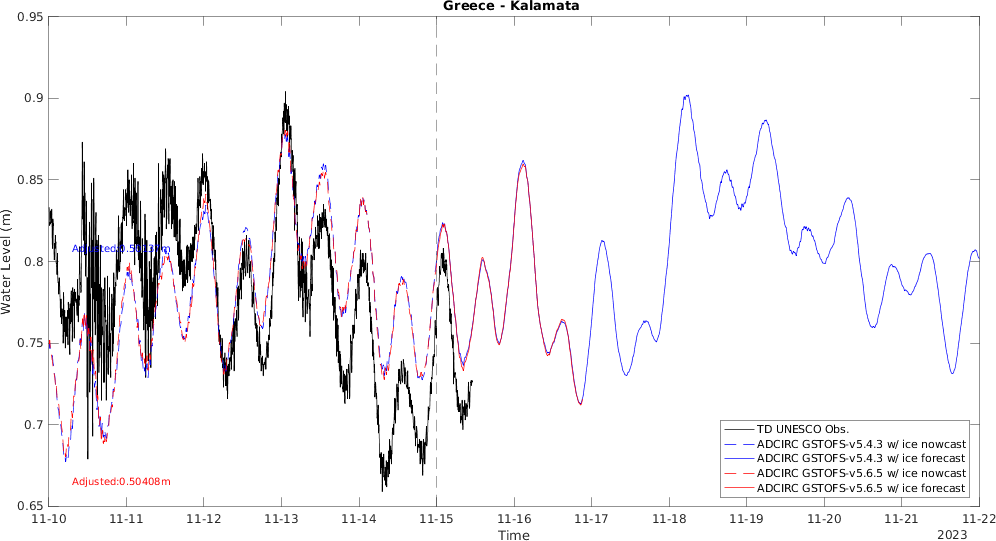 Greece - Kalamata
0.95
0.9
0.85
0.8
0.75
0.7
0.65
Water Level (m)
Adjusted:0.50408m
TD UNESCO Obs.
ADCIRC GSTOFS-v5.4.3 w/ ice nowcast
ADCIRC GSTOFS-v5.4.3 w/ ice forecast
ADCIRC GSTOFS-v5.6.5 w/ ice nowcast
ADCIRC GSTOFS-v5.6.5 w/ ice forecast
11-10 11-11 11-12 11-13 11-14 11-15 11-16 11-17 11-18 11-19 11-20 11-21 11-22
Time
2023